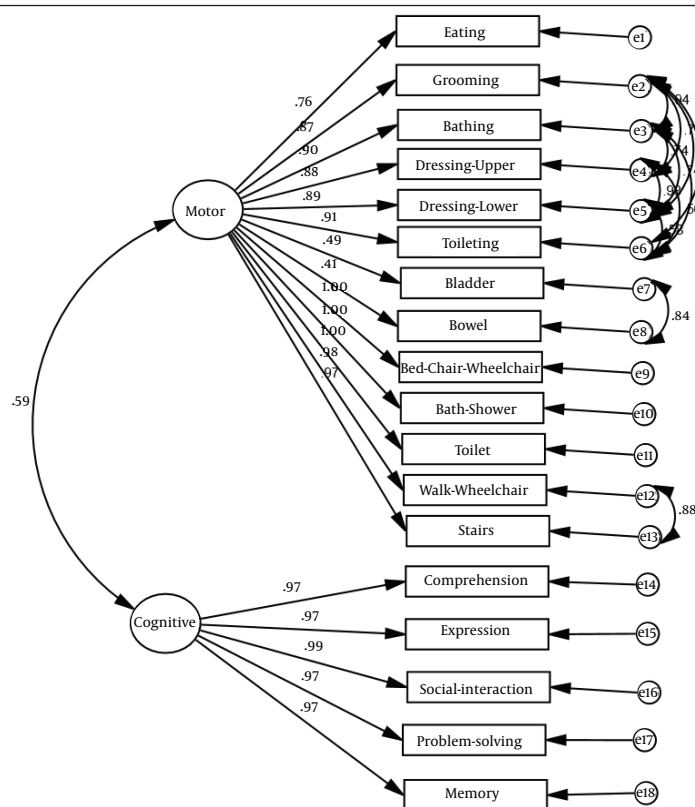 Eating
e1
.76
Grooming
e2
.87
.94
Bathing
e3
.90
Dressing-Upper
e4
.88
Dressing-Lower
e5
.89
Motor
Toileting
e6
.91
Bladder
e7
.49
Bowel
e8
.84
.41
Bed-Chair-Wheelchair
e9
1.00
Bath-Shower
e10
1.00
Toilet
e11
1.00
Walk-Wheelchair
e12
.98
.88
Stairs
e13
.97
.59
Comprehension
e14
.97
Cognitive
Expression
e15
.97
Social-interaction
e16
.99
Problem-solving
e17
.97
Memory
e18
.97